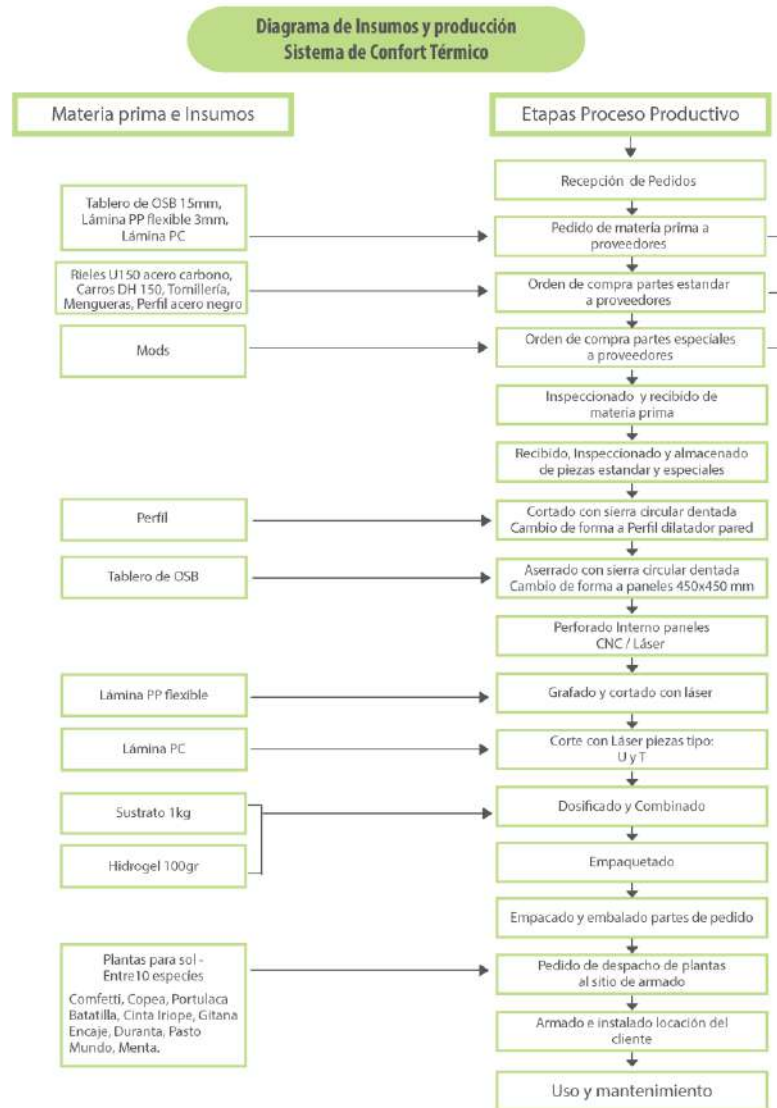 Diagrama de Insumos y producción
Sistema de Confort Térmico
Materia prima e Insumos
Etapas Proceso Productivo
Recepción de Pedidos
Tablero de OSB 15mm,
Lámina PP flexible 3mm,
Lámina PC
Pedido de matería prima a
proveedores
Rieles U150 acero carbono,
Carros DH 150, Tornillería,
Mengueras, Perfil acero negro
Orden de compra partes estandar
a proveedores
Mods
Orden de compra partes especiales
a proveedores
Inspeccionado y recibido de
matería prima
Recibido, Inspeccionado y almacenado
de piezas estandar y especiales
Perfil
Cortado con sierra circular dentada
Cambio de forma a Perfil dilatador pared
Tablero de OSB
Aserrado con sierra circular dentada
Cambio de forma a paneles 450x450 mm
Perforado Interno paneles
CNC / Láser
Lámina PP flexible
Grafado y cortado con láser
Lámina PC
Corte con Láser piezas tipo:
U y T
Sustrato 1kg
Dosificado y Combinado
Hidrogel 100gr
Empaquetado
Empacado y embalado partes de pedido
Plantas para sol -
Entre10 especíes
Comfetti, Copea, Portulaca
Batatilla, Cinta Iriope, Gitana
Encaje, Duranta, Pasto
Mundo, Menta.
Pedido de despacho de plantas
al sitio de armado
Armado e instalado locación del
cliente
Uso y mantenimiento